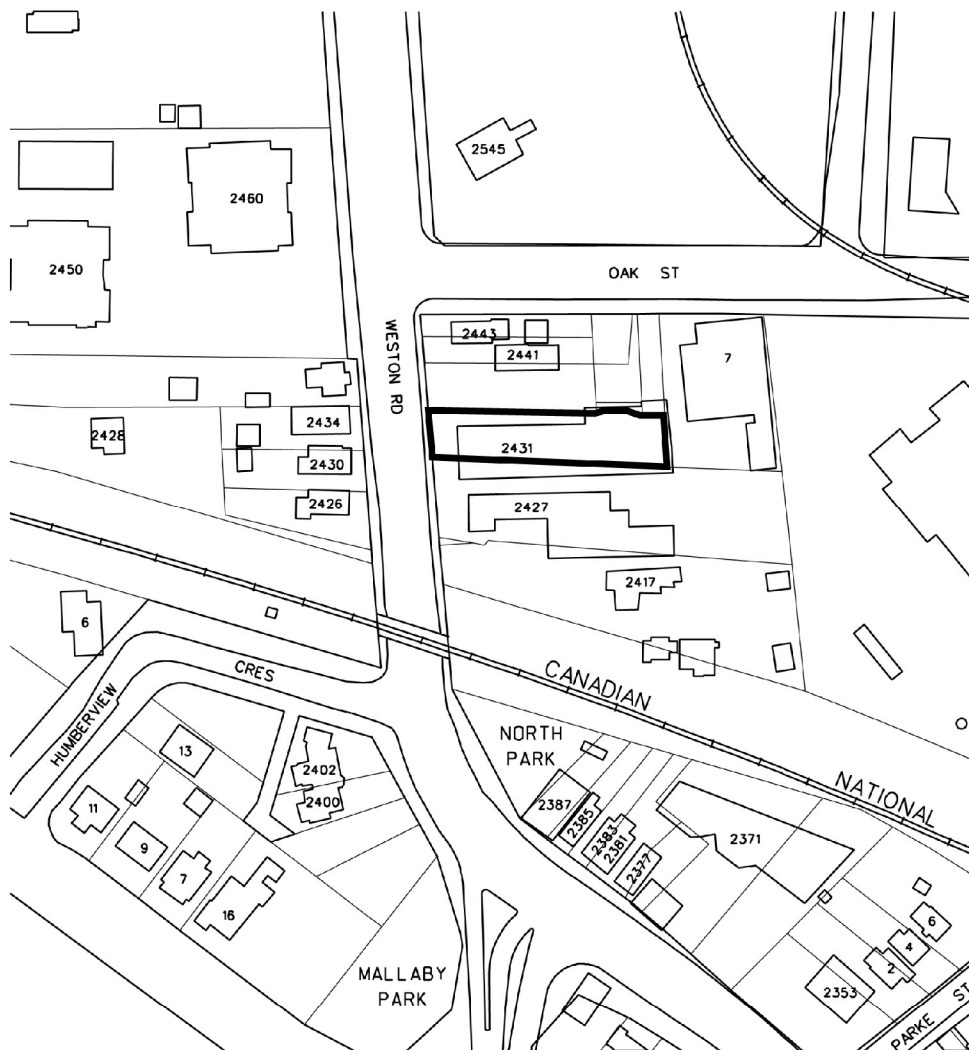 2545
2460
2450
OAK ST
WESTON RD
2443
2441
7
2434
2428
2430
2431
2426
2427
2417
6
CRES
HUMBERVIEW
CANADIAN
NATIONAL
NORTH
PARK
13
2402
2400
11
9
7
16
2387
2385
2383
2381
2377
2371
6
4
2
2353
MALLABY
PARK
PARKE ST